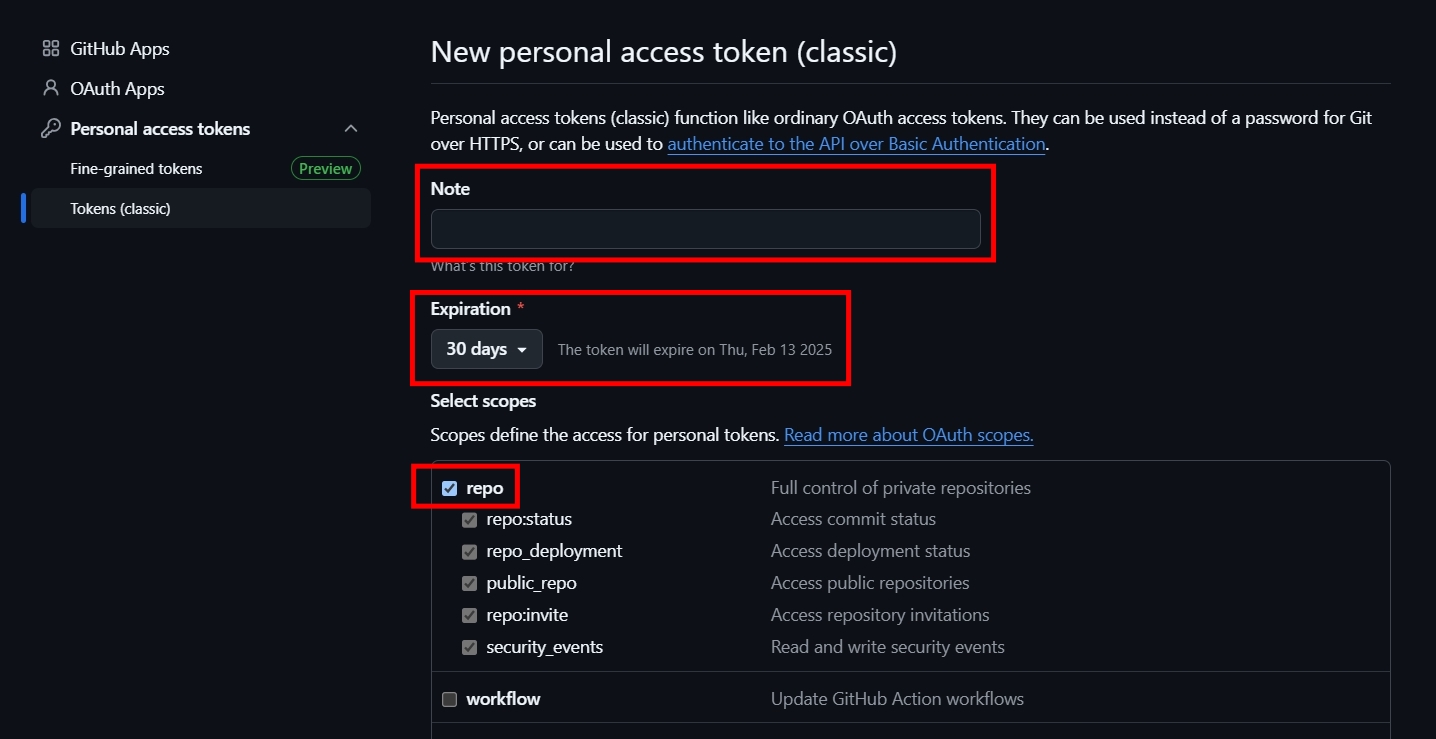 GitHub Apps
OAuth Apps
Personal access tokens
Fine-grained tokens Preview
Tokens (classic)
New personal access token (classic)
Personal access tokens (classic) function like ordinary OAuth access tokens. They can be used instead of a password for Git
over HTTPS, or can be used to authenticate to the API over Basic Authentication.
Note
What's this token for?
Expiration *
30 days The token will expire on Thu, Feb 13 2025
Select scopes
Scopes define the access for personal tokens. Read more about OAuth scopes.
repo Full control of private repositories
repo:status Access commit status
repo_deployment Access deployment status
public_repo Access public repositories
repo:invite Access repository invitations
security_events Read and write security events
workflow Update GitHub Action workflows